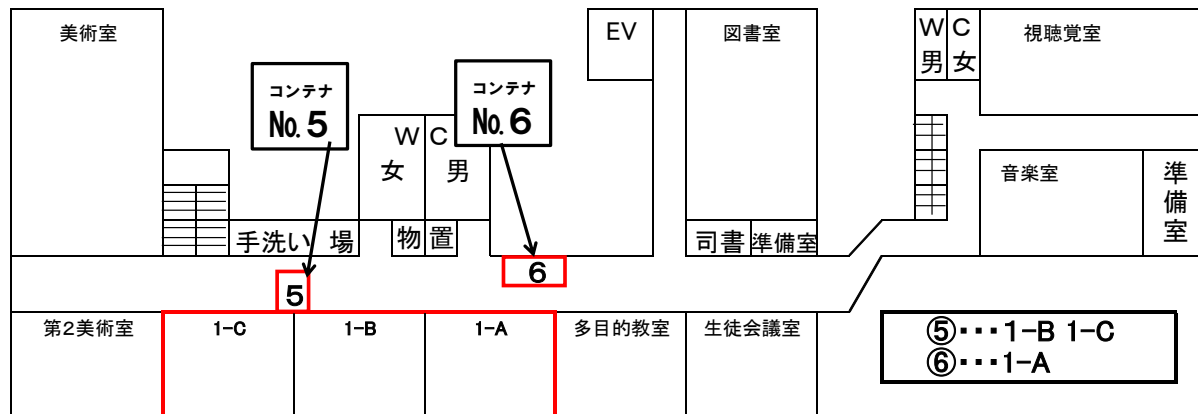 美術室
EV
図書室
W C
男 女
視聴覚室
コンテナ
No.5
コンテナ
No.6
W C
女 男
音楽室
準備室
手洗い 場
物置
司書
準備室
5
6
第2美術室
1-C
1-B
1-A
多目的教室
生徒会議室
⑤・・・1-B 1-C
⑥・・・1-A